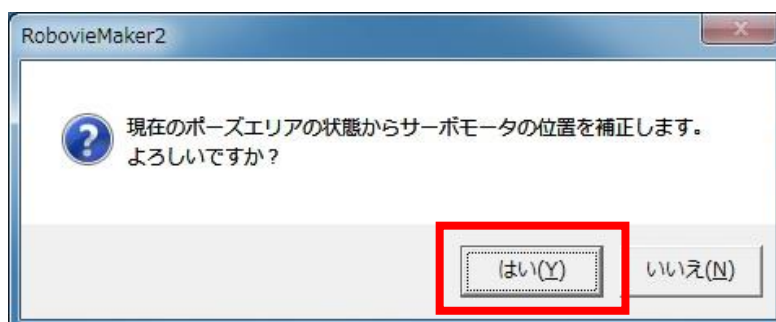 RobovieMaker2
現在のポーズエリアの状態からサーボモータの位置を補正します。
よろしいですか？
はい(Y)
いいえ(N)